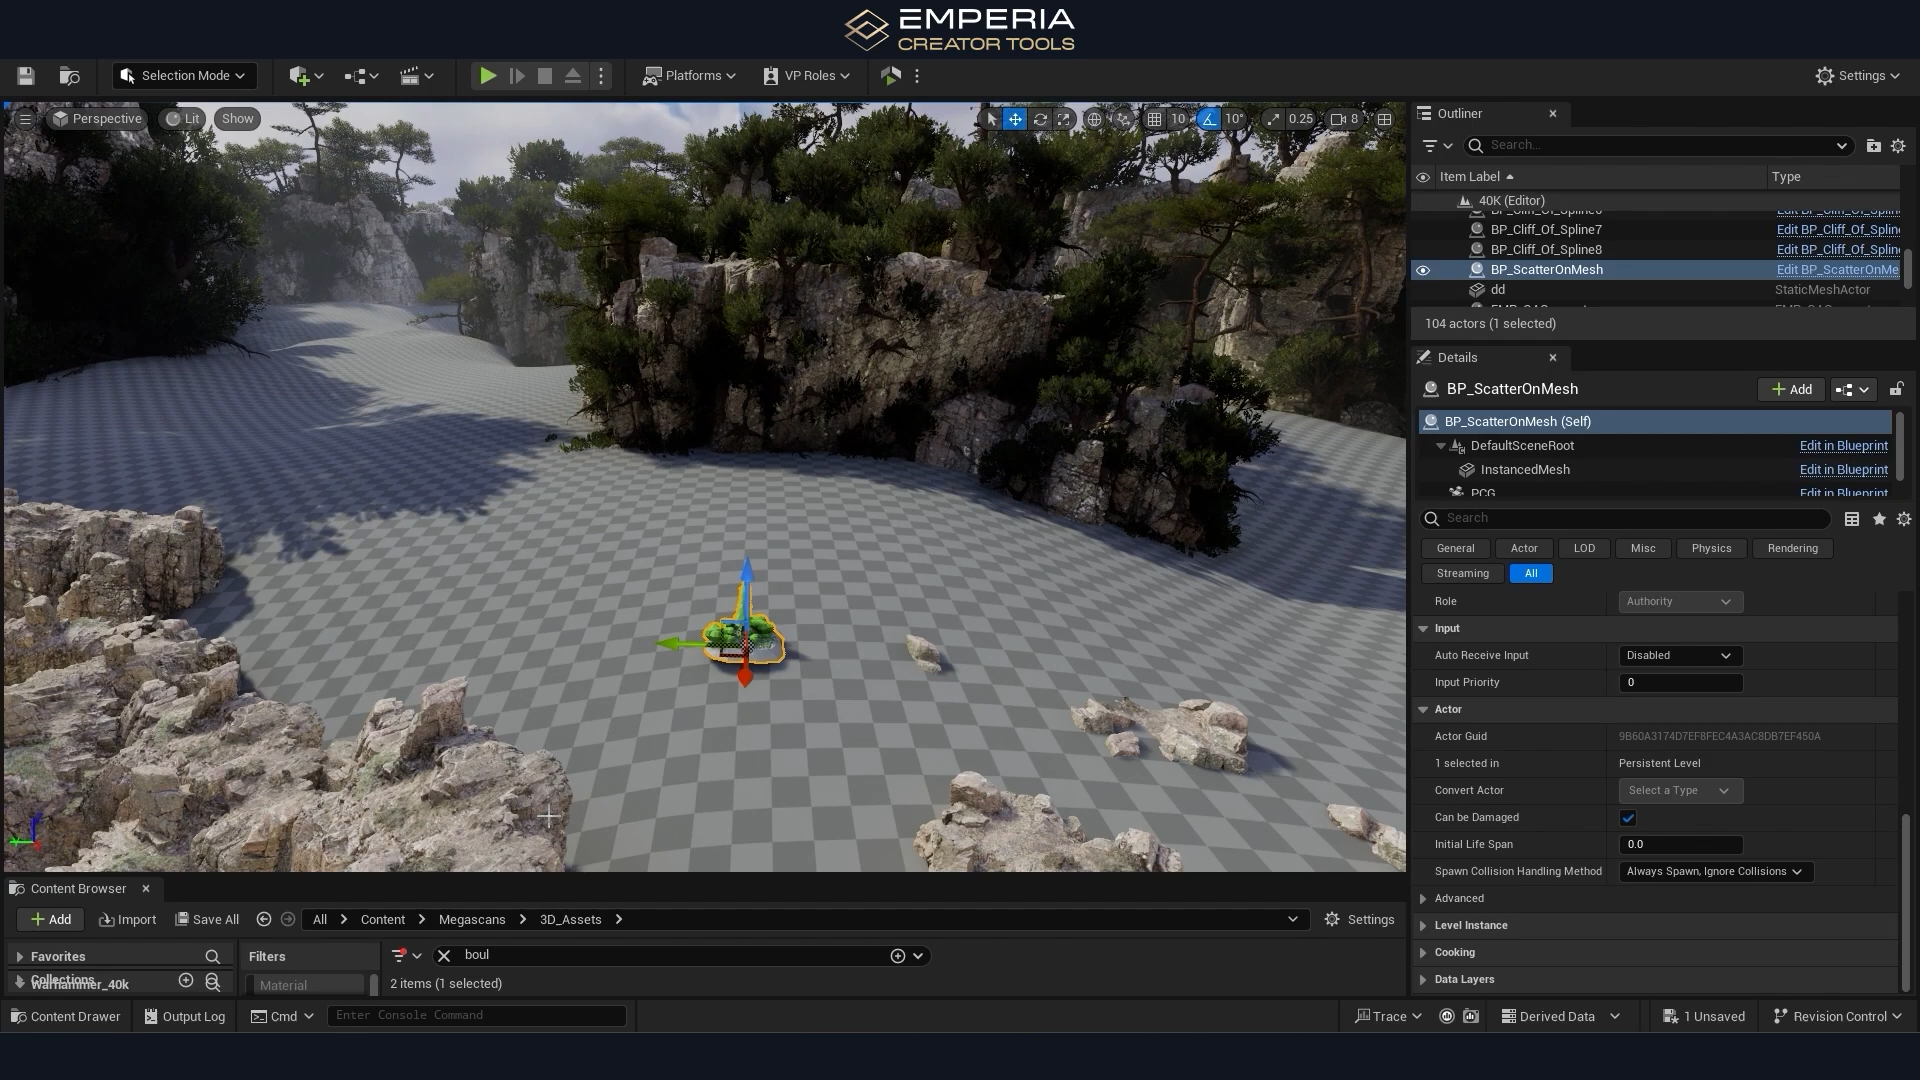 EMPERIA
CREATOR TOOLS
Selection Mode
Platforms
VP Roles
Settings
Perspective
Lit
Show
10
10°
0.25
8
Outliner
Search...
Item Label
Type
40K (Editor)
BP_Cliff_Of_Spline6
Edit BP_Cliff_Of_Spline
BP_Cliff_Of_Spline7
Edit BP_Cliff_Of_Spline
BP_Cliff_Of_Spline8
Edit BP_Cliff_Of_Spline
BP_ScatterOnMesh
Edit BP_ScatterOnMe
dd
StaticMeshActor
104 actors (1 selected)
Details
BP_ScatterOnMesh
Add
BP_ScatterOnMesh (Self)
DefaultSceneRoot
Edit in Blueprint
InstancedMesh
Edit in Blueprint
PCG
Edit in Blueprint
Search
General
Actor
LOD
Misc
Physics
Rendering
Streaming
All
Role
Authority
Input
Auto Receive Input
Disabled
Input Priority
0
Actor
Actor Guid
9B60A3174D7EF8FEC4A3AC8DB7EF450A
1 selected in
Persistent Level
Convert Actor
Select a Type
Can be Damaged
Initial Life Span
0.0
Spawn Collision Handling Method
Always Spawn, Ignore Collisions
Advanced
Level Instance
Cooking
Data Layers
Content Browser
Add
Import
Save All
All
Content
Megascans
3D_Assets
Settings
Favorites
Filters
boul
Collections
Warhammer_40k
Material
2 items (1 selected)
Content Drawer
Output Log
Cmd
Enter Console Command
Trace
Derived Data
1 Unsaved
Revision Control